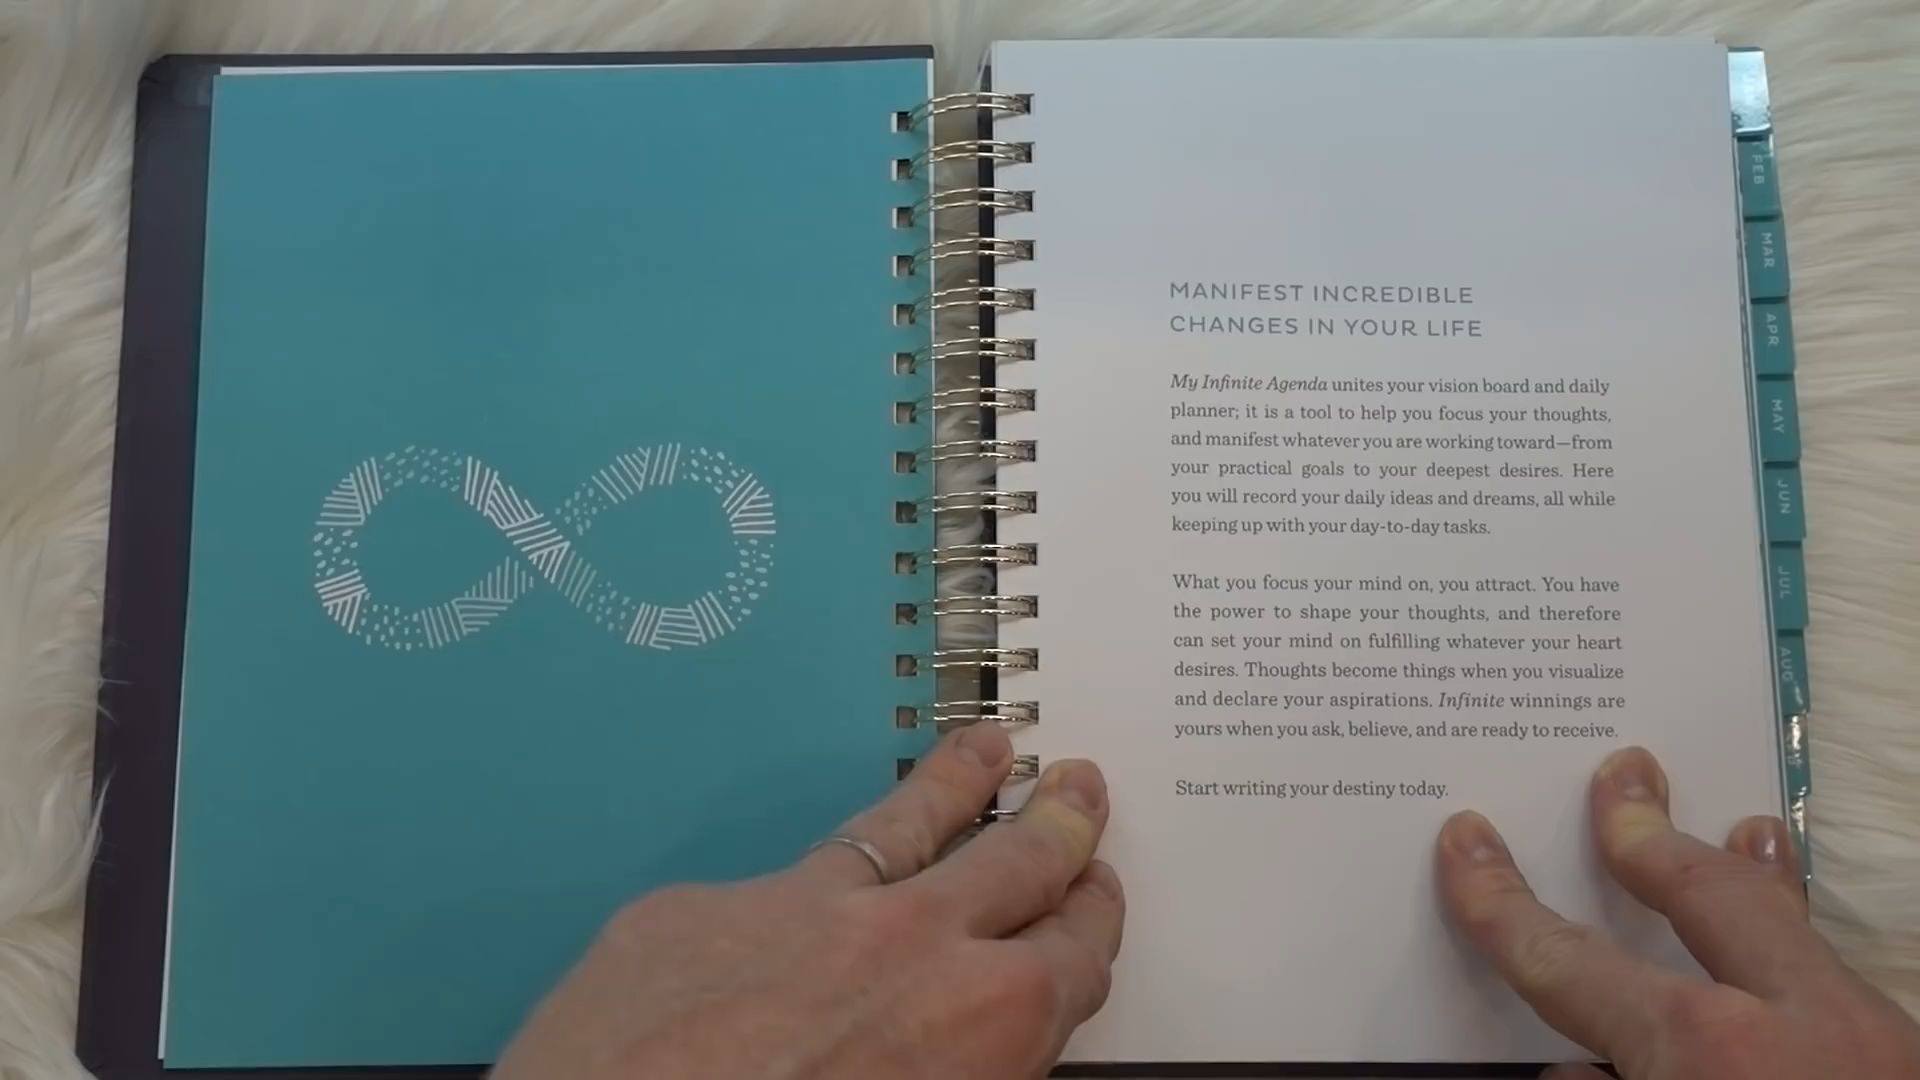 MANIFEST INCREDIBLE
CHANGES IN YOUR LIFE
My Infinite Agenda unites your vision board and daily
planner; it is a tool to help you focus your thoughts,
and manifest whatever you are working toward—from
your practical goals to your deepest desires. Here
you will record your daily ideas and dreams, all while
keeping up with your day-to-day tasks.
What you focus your mind on, you attract. You have
the power to shape your thoughts, and therefore
can set your mind on fulfilling whatever your heart
desires. Thoughts become things when you visualize
and declare your aspirations. Infinite winnings are
yours when you ask, believe, and are ready to receive.
Start writing your destiny today.
FEB
MAR
APR
MAY
JUN
JUL
AUG